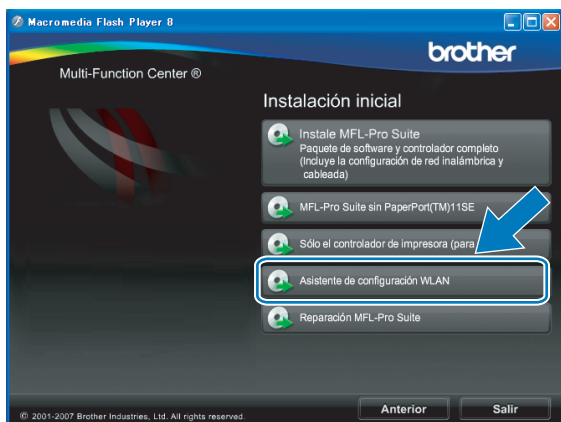 Macromedia Flash Player 8
brother
Multi-Function Center ®
Instalación inicial
Instale MFL-Pro Suite
Paquete de software y controlador completo
(Incluye la configuración de red inalámbrica y
cableada)
MFL-Pro Suite sin PaperPort(TM)11SE
Sólo el controlador de impresora (para
Asistente de configuración WLAN
Reparación MFL-Pro Suite
Anterior
Salir
© 2001-2007 Brother Industries, Ltd. All rights reserved.